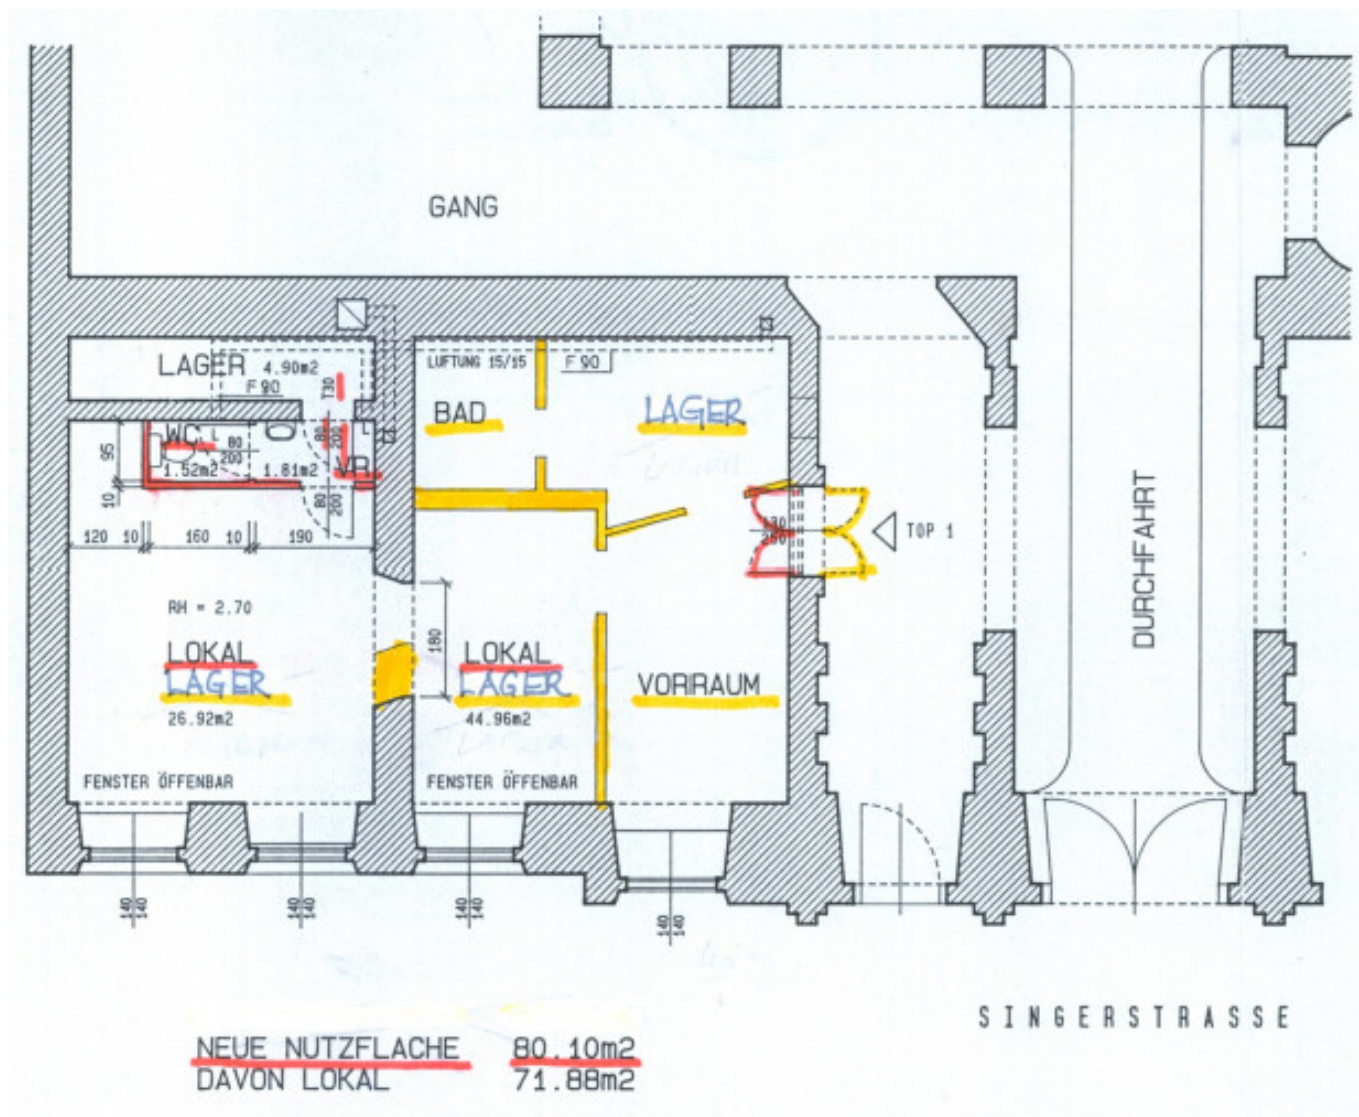 GANG
LAGER 4.90m2
F 90
T30
LUFTUNG 15/15
F 90
BAD
LAGER
WC
L
80
200
80
200
1.52m2
1.81m2
VR
95
10
80
200
120
10
160
10
190
130
TOP 1
DURCHFAHRT
RH = 2.70
180
LOKAL
LAGER
26.92m2
LOKAL
LAGER
44.96m2
VORRAUM
FENSTER ÖFFENBAR
FENSTER ÖFFENBAR
140
140
140
140
140
140
140
140
SINGERSTRASSE
NEUE NUTZFLACHE 80.10m2
DAVON LOKAL 71.88m2